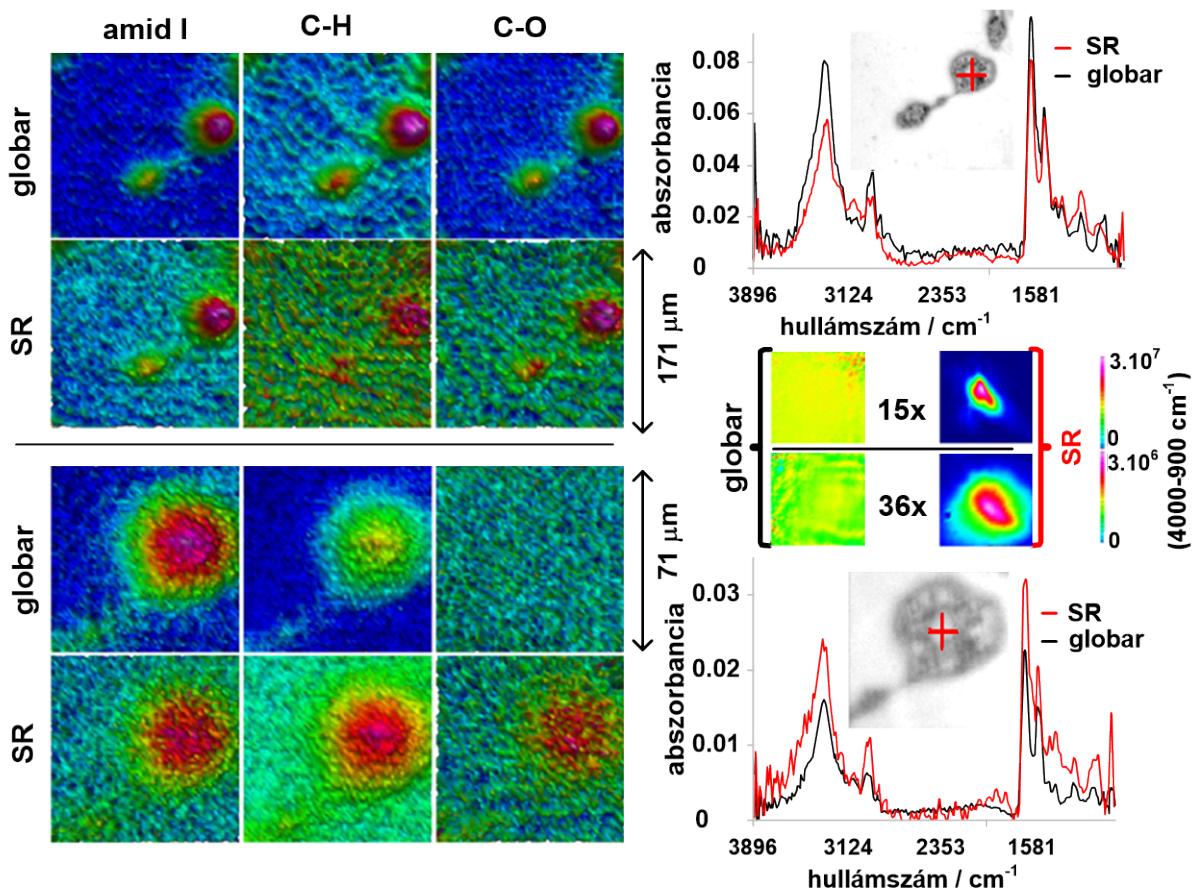 amid I
C-H
C-O
globar
SR
171 µm
globar
SR
71 µm
abszorbancia
0.08
0.06
0.04
0.02
0
SR
globar
3896
3124
2353
1581
hullámszám / cm⁻¹
globar
15x
36x
SR
3.10⁷
0
3.10⁶
0
(4000-900 cm⁻¹)
abszorbancia
0.03
0.02
0.01
0
SR
globar
3896
3124
2353
1581
hullámszám / cm⁻¹